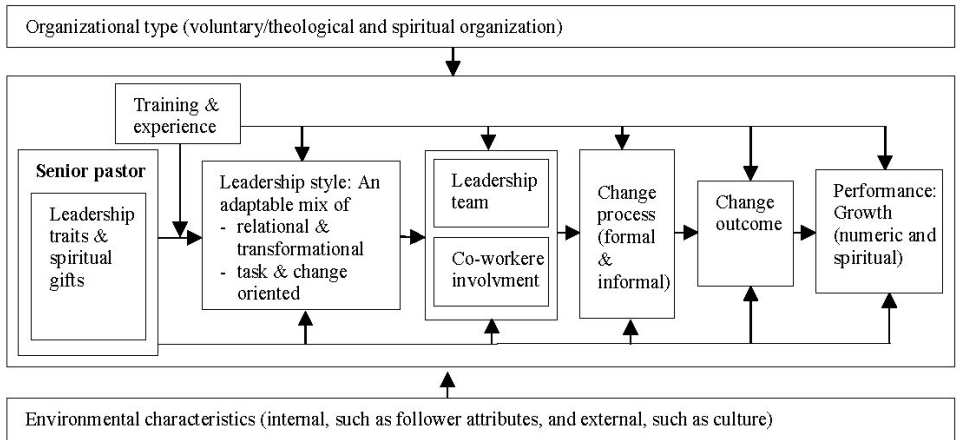 Organizational type (voluntary/theological and spiritual organization)
Training &
experience
Senior pastor
Leadership
traits &
spiritual
gifts
Leadership style: An
adaptable mix of
- relational &
transformational
- task & change
oriented
Leadership
team
Co-workere
involvment
Change
process
(formal
&
informal)
Change
outcome
Performance:
Growth
(numeric and
spiritual)
Environmental characteristics (internal, such as follower attributes, and external, such as culture)